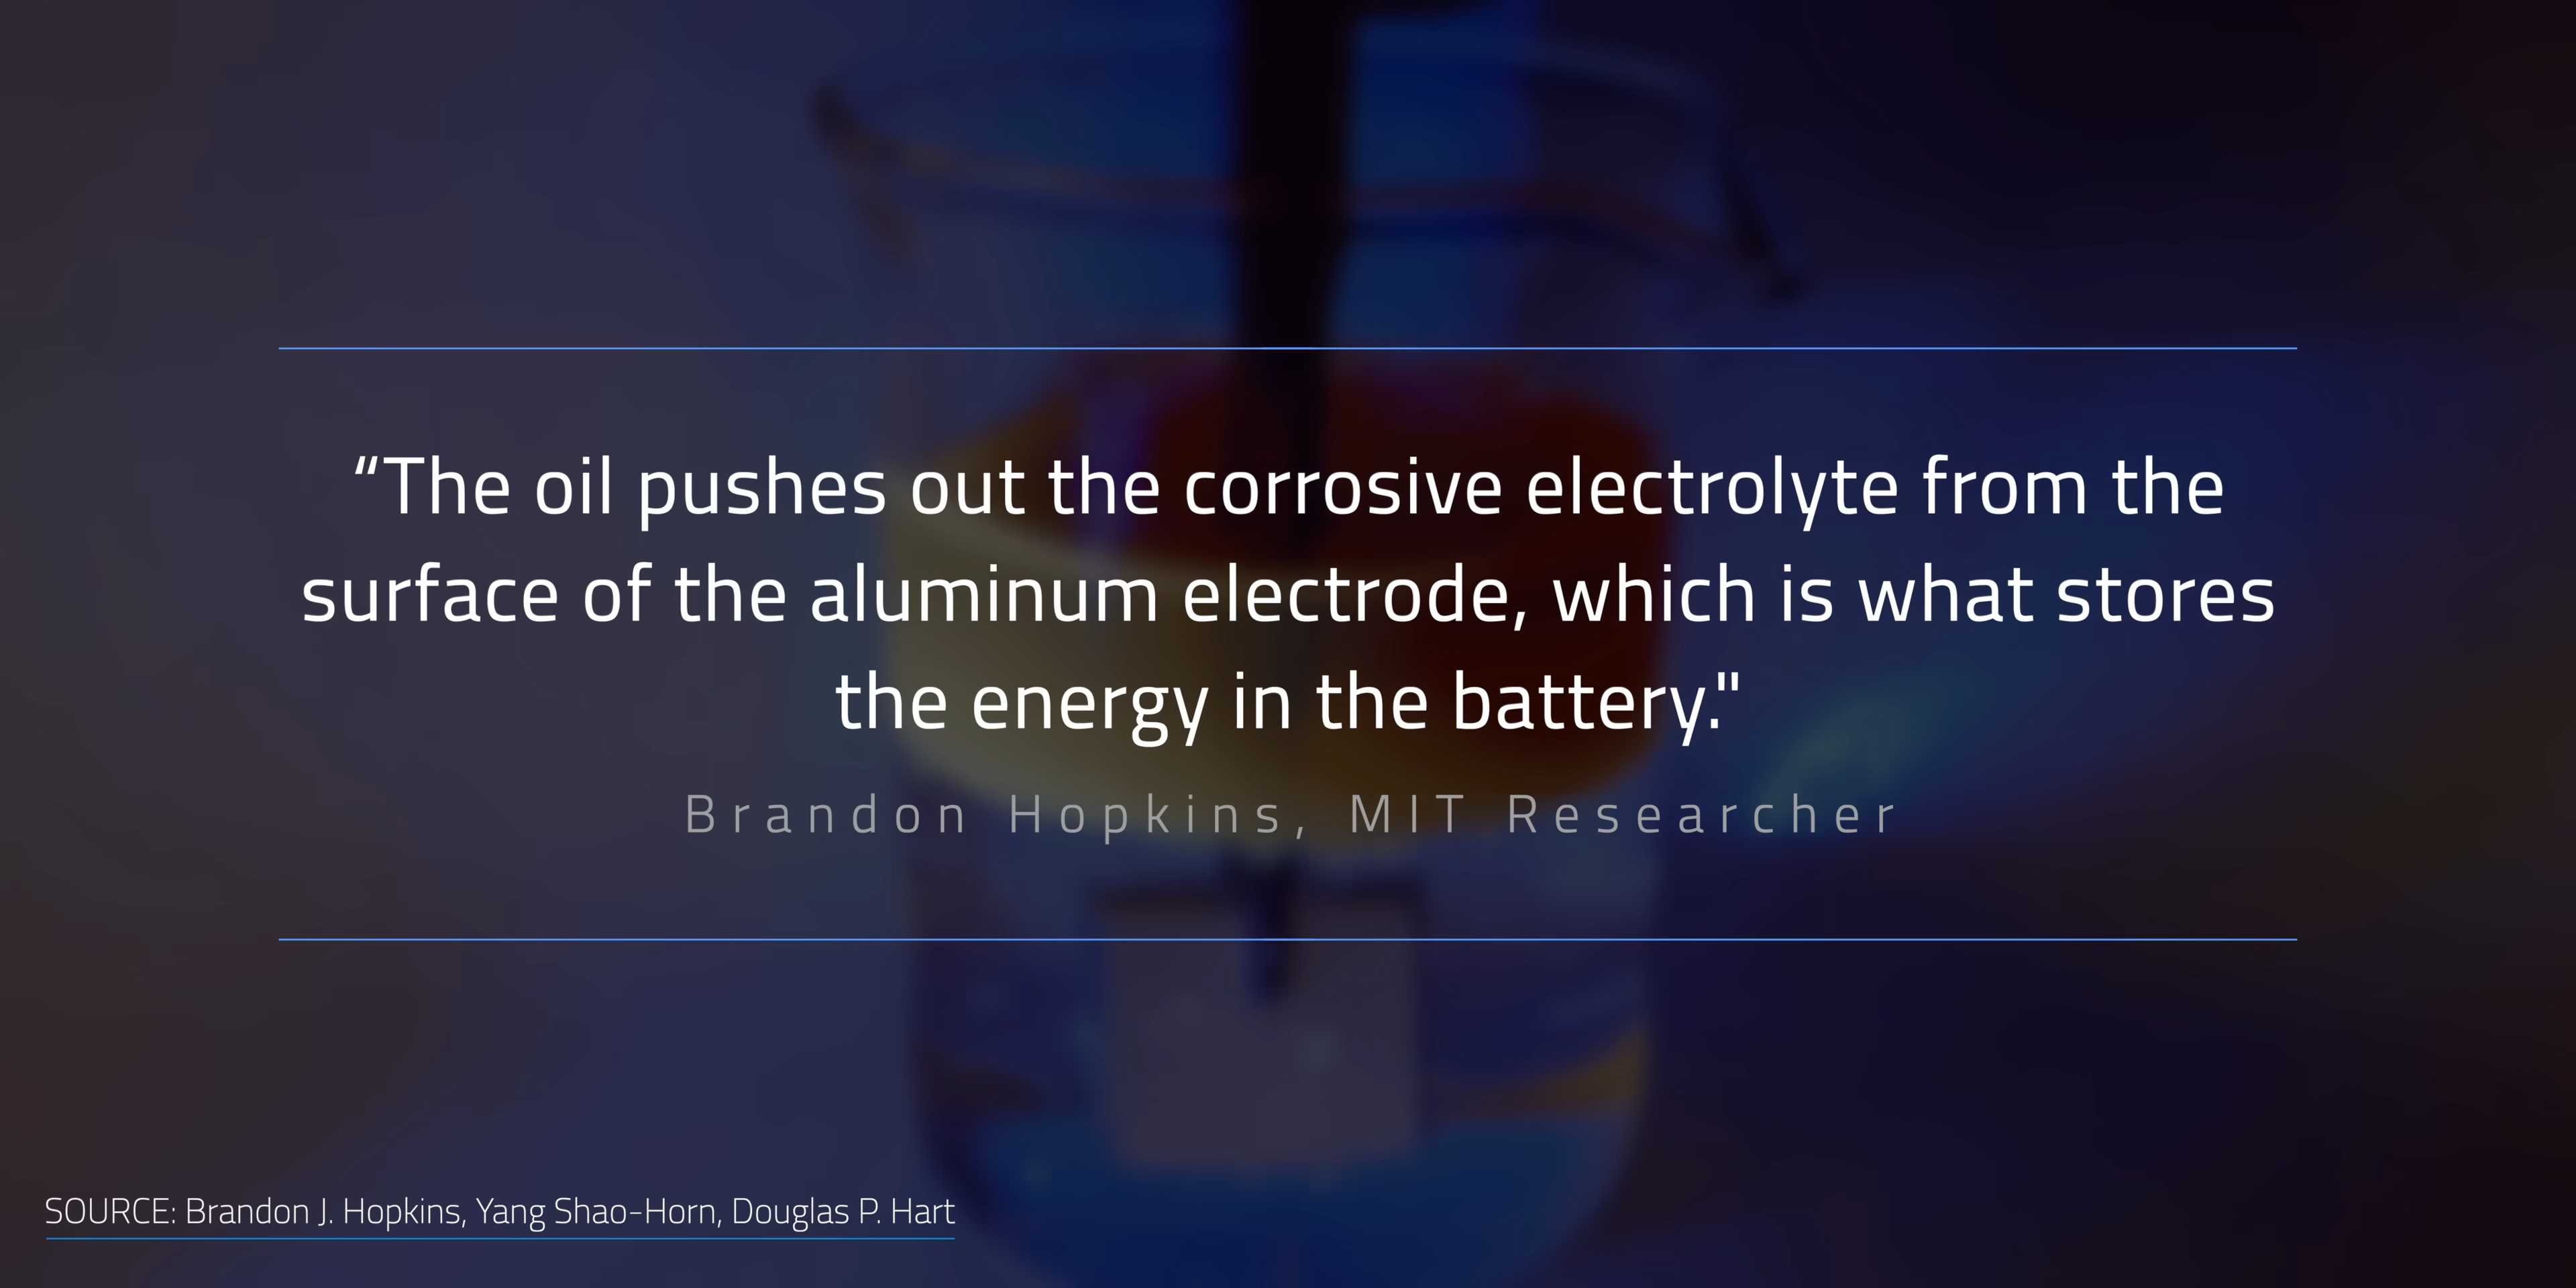 “The oil pushes out the corrosive electrolyte from the
surface of the aluminum electrode, which is what stores
the energy in the battery."
Brandon Hopkins, MIT Researcher
SOURCE: Brandon J. Hopkins, Yang Shao-Horn, Douglas P. Hart